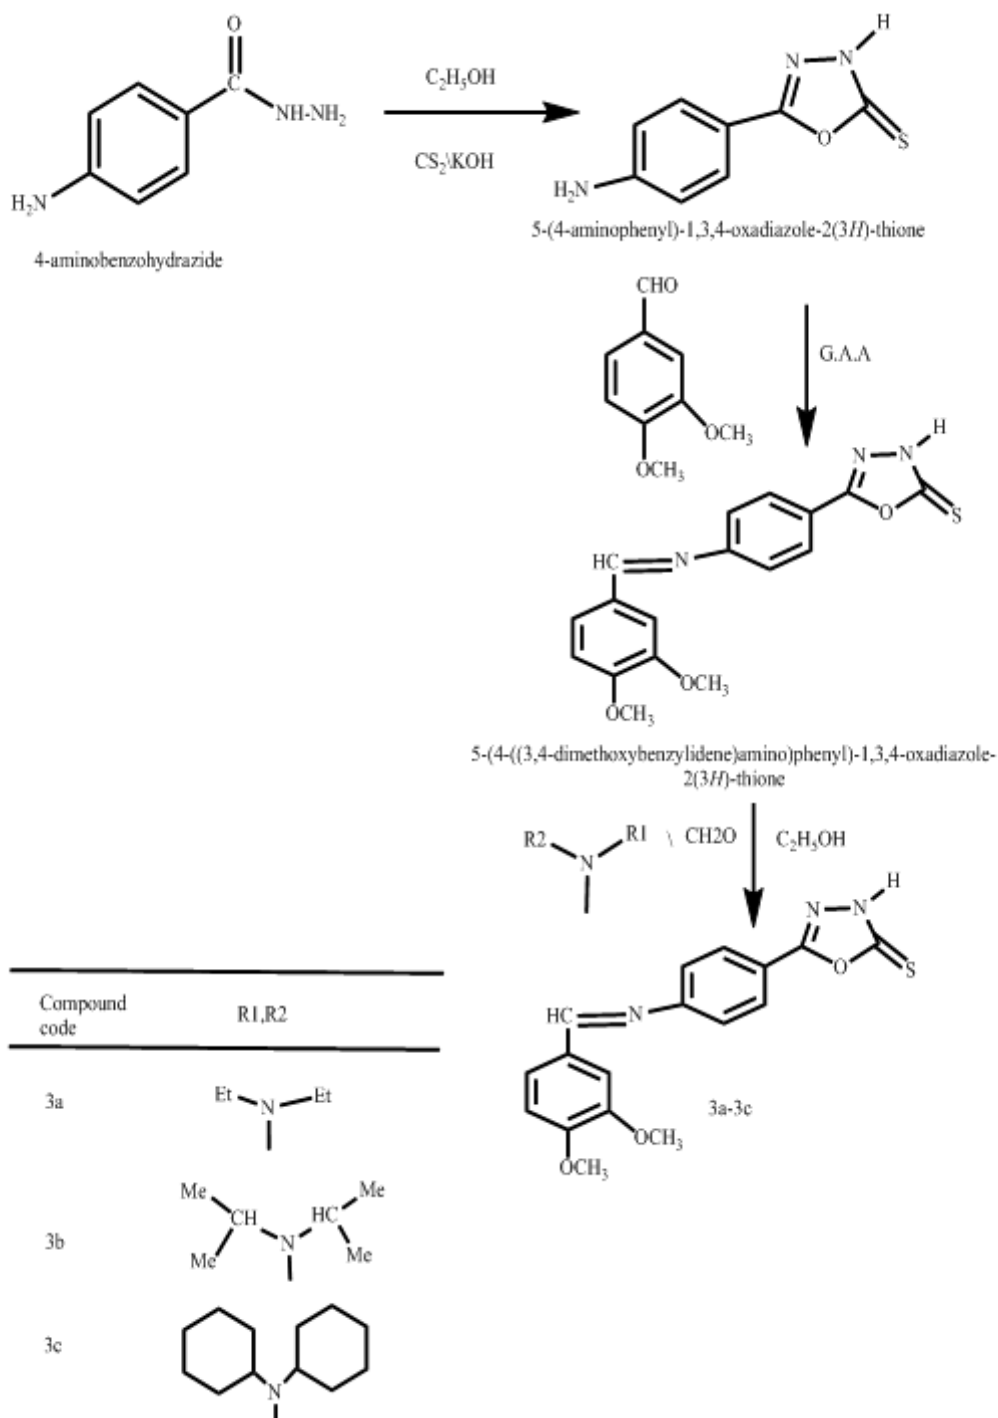 O
C
NH-NH₂
H₂N
4-aminobenzohydrazide
C₂H₅OH
CS₂\KOH
H
N N
O S
H₂N
5-(4-aminophenyl)-1,3,4-oxadiazole-2(3H)-thione
CHO
OCH₃
OCH₃
G.A.A
H
N N
O S
HC N
OCH₃
OCH₃
5-(4-((3,4-dimethoxybenzylidene)amino)phenyl)-1,3,4-oxadiazole-
2(3H)-thione
R2 N R1 \ CH2O
C₂H₅OH
H
N N
O S
HC N
OCH₃
OCH₃
3a-3c
Compound
code
R1,R2
3a
Et N Et
3b
Me CH N HC Me
Me Me
3c
N